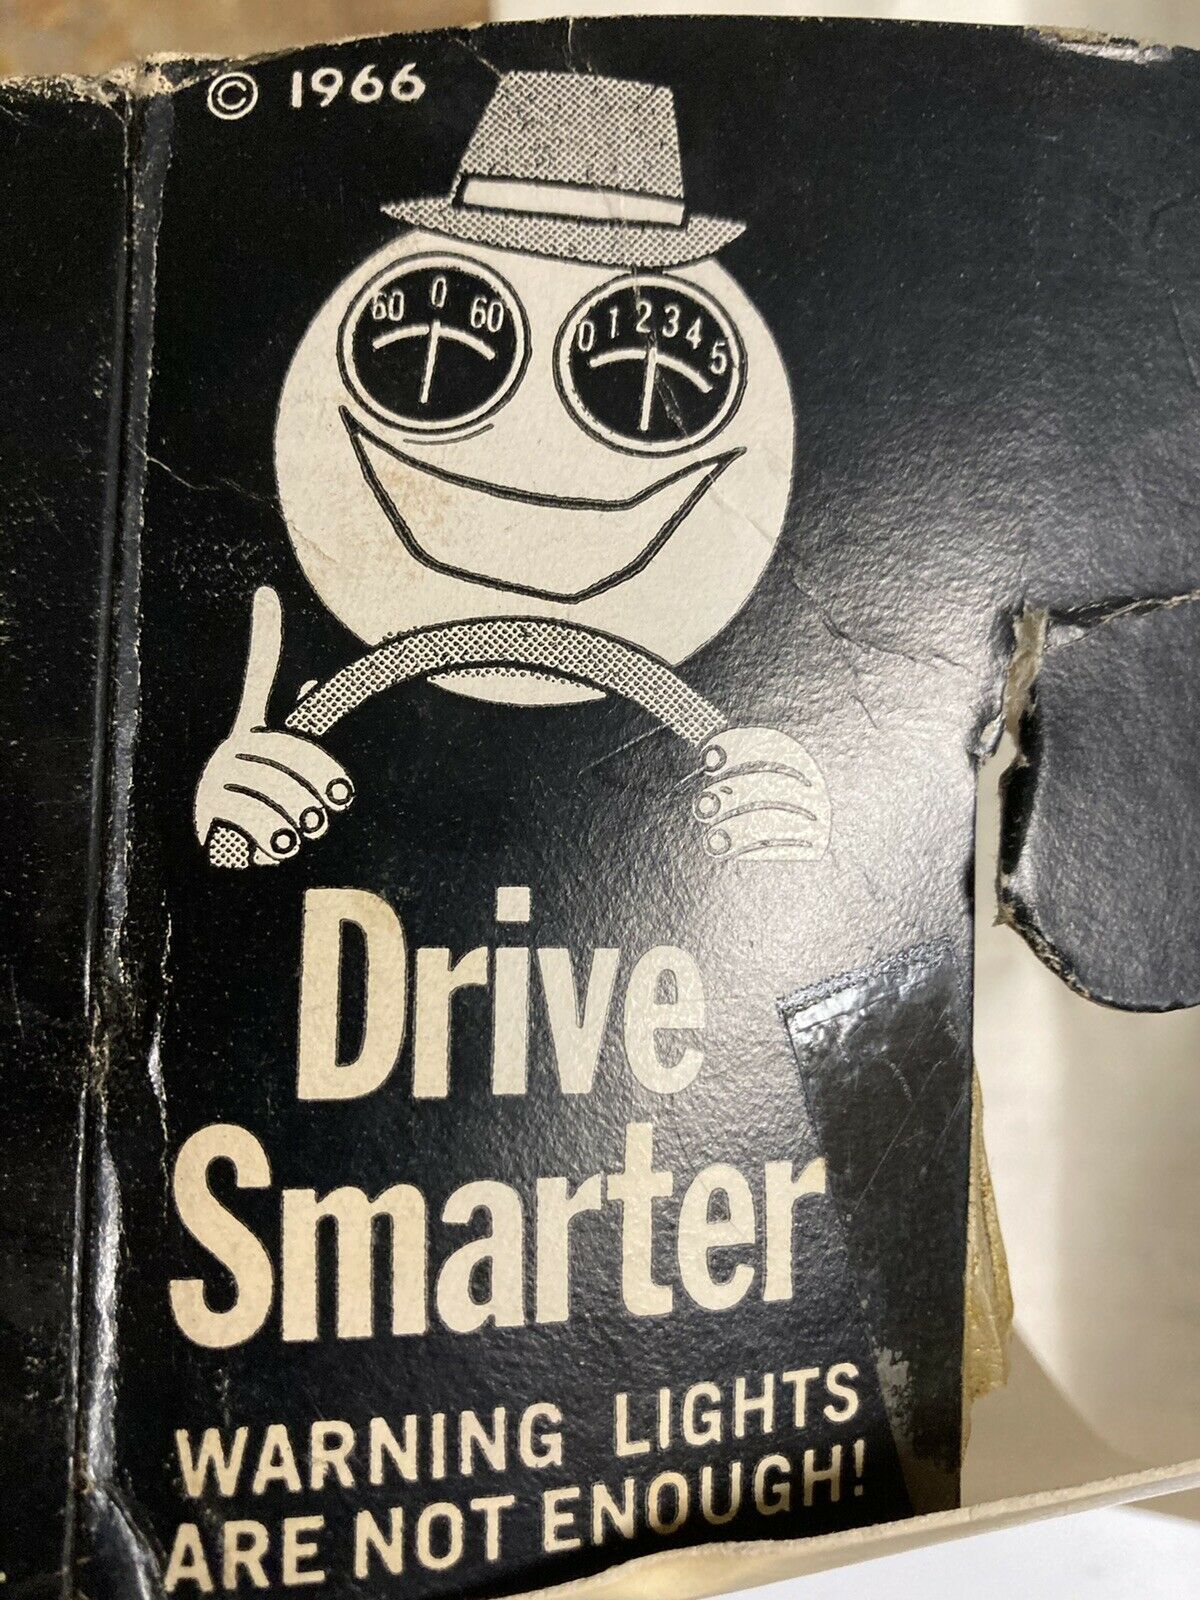 © 1966
60 0 60
0 1 2 3 4 5
Drive
Smarter
WARNING LIGHTS
ARE NOT ENOUGH!